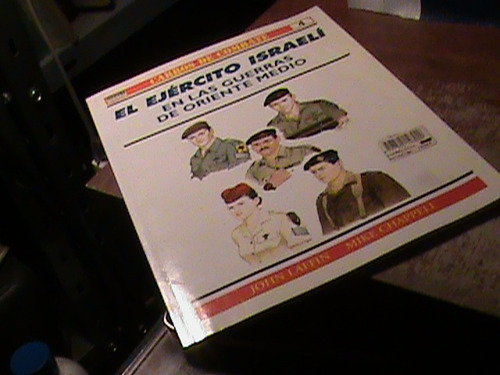 CARROS DE COMBATE 4
EL EJÉRCITO ISRAELÍ
EN LAS GUERRAS
DE ORIENTE MEDIO
JOHN LAFFIN MIKE CHAPPELL